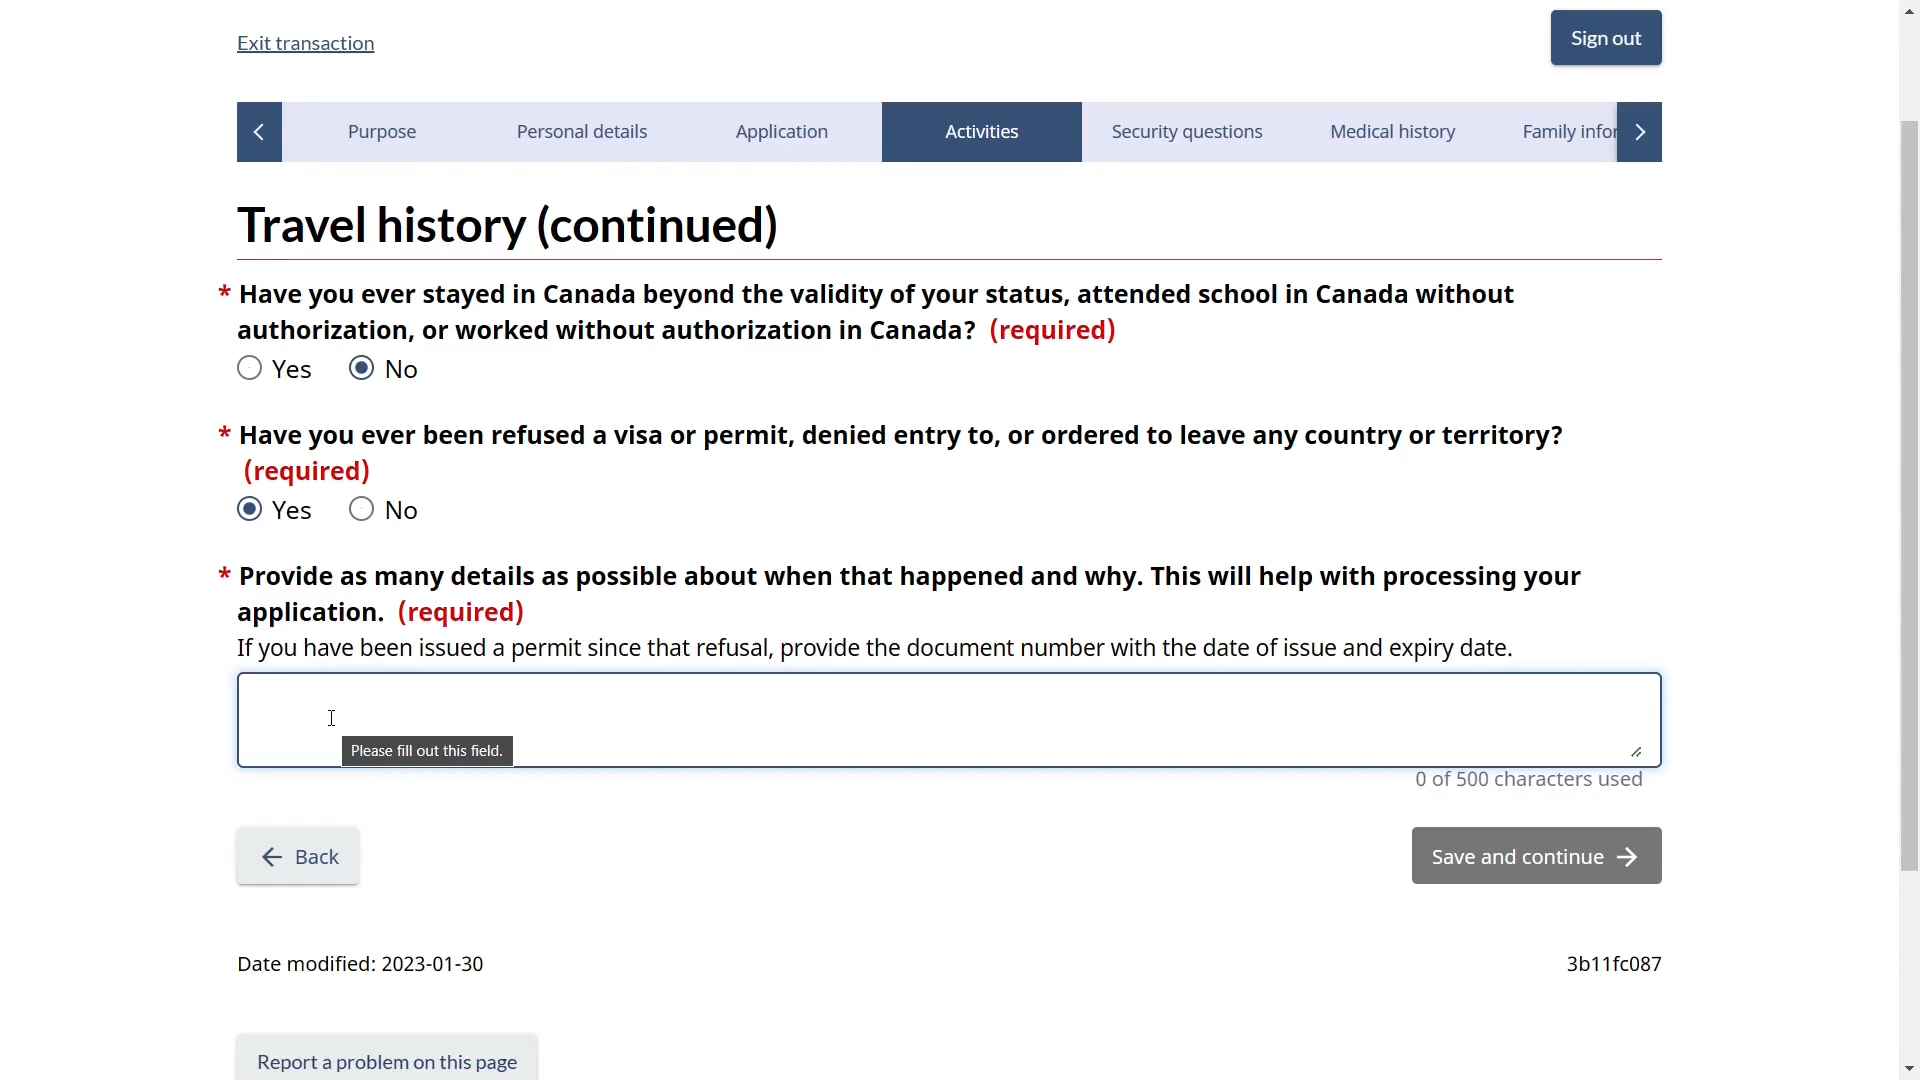 Exit transaction
Sign out
Purpose
Personal details
Application
Activities
Security questions
Medical history
Family infor
Travel history (continued)
* Have you ever stayed in Canada beyond the validity of your status, attended school in Canada without
authorization, or worked without authorization in Canada? (required)
Yes No
* Have you ever been refused a visa or permit, denied entry to, or ordered to leave any country or territory?
(required)
Yes No
* Provide as many details as possible about when that happened and why. This will help with processing your
application. (required)
If you have been issued a permit since that refusal, provide the document number with the date of issue and expiry date.
Please fill out this field.
0 of 500 characters used
Back
Save and continue
Date modified: 2023-01-30
3b11fc087
Report a problem on this page